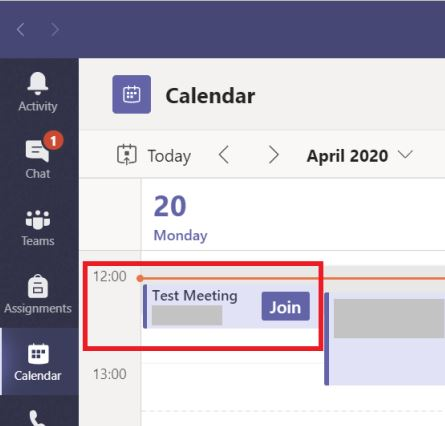 Activity
1
Chat
Teams
Assignments
Calendar
Calendar
Today
April 2020
20
Monday
12:00
Test Meeting
Join
13:00